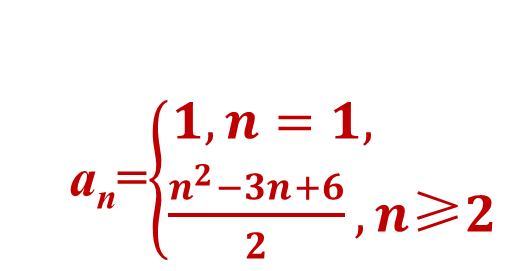 aₙ={1, n = 1,
(n²−3n+6)/2, n⩾2